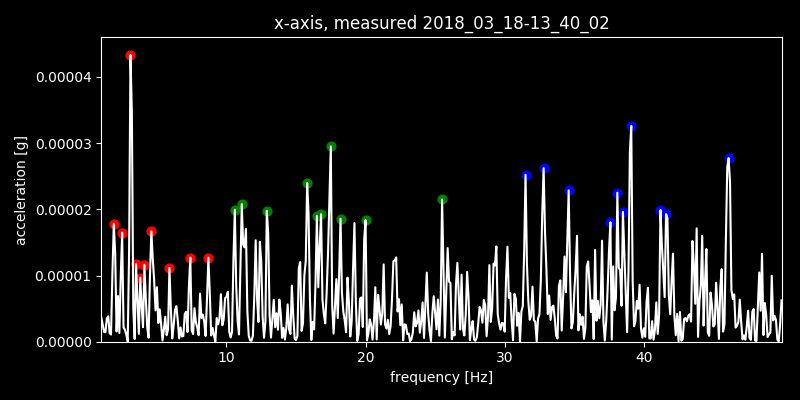 x-axis, measured 2018_03_18-13_40_02
0.00004
0.00003
0.00002
0.00001
0.00000
acceleration [g]
10 20 30 40
frequency [Hz]